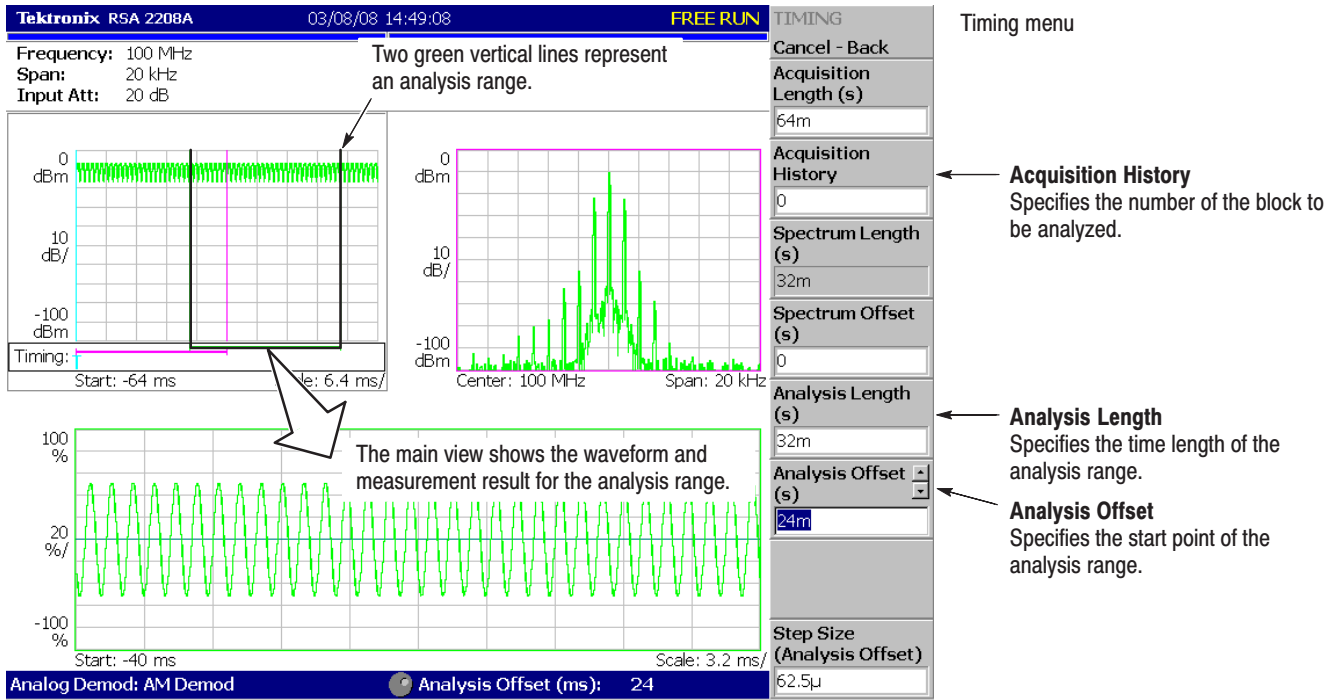 Tektronix RSA 2208A 03/08/08 14:49:08 FREE RUN
Frequency: 100 MHz
Span: 20 kHz
Input Att: 20 dB
Two green vertical lines represent
an analysis range.
0
dBm
10
dB/
-100
dBm
Timing:
Start: -64 ms le: 6.4 ms/
0
dBm
10
dB/
-100
dBm
Center: 100 MHz Span: 20 kHz
The main view shows the waveform and
measurement result for the analysis range.
100
%
20
%/
-100
%
Start: -40 ms Scale: 3.2 ms/
Analog Demod: AM Demod Analysis Offset (ms): 24
TIMING
Cancel - Back
Acquisition
Length (s)
64m
Acquisition
History
0
Spectrum Length
(s)
32m
Spectrum Offset
(s)
0
Analysis Length
(s)
32m
Analysis Offset
(s)
24m
Step Size
(Analysis Offset)
62.5µ
Timing menu
Acquisition History
Specifies the number of the block to
be analyzed.
Analysis Length
Specifies the time length of the
analysis range.
Analysis Offset
Specifies the start point of the
analysis range.